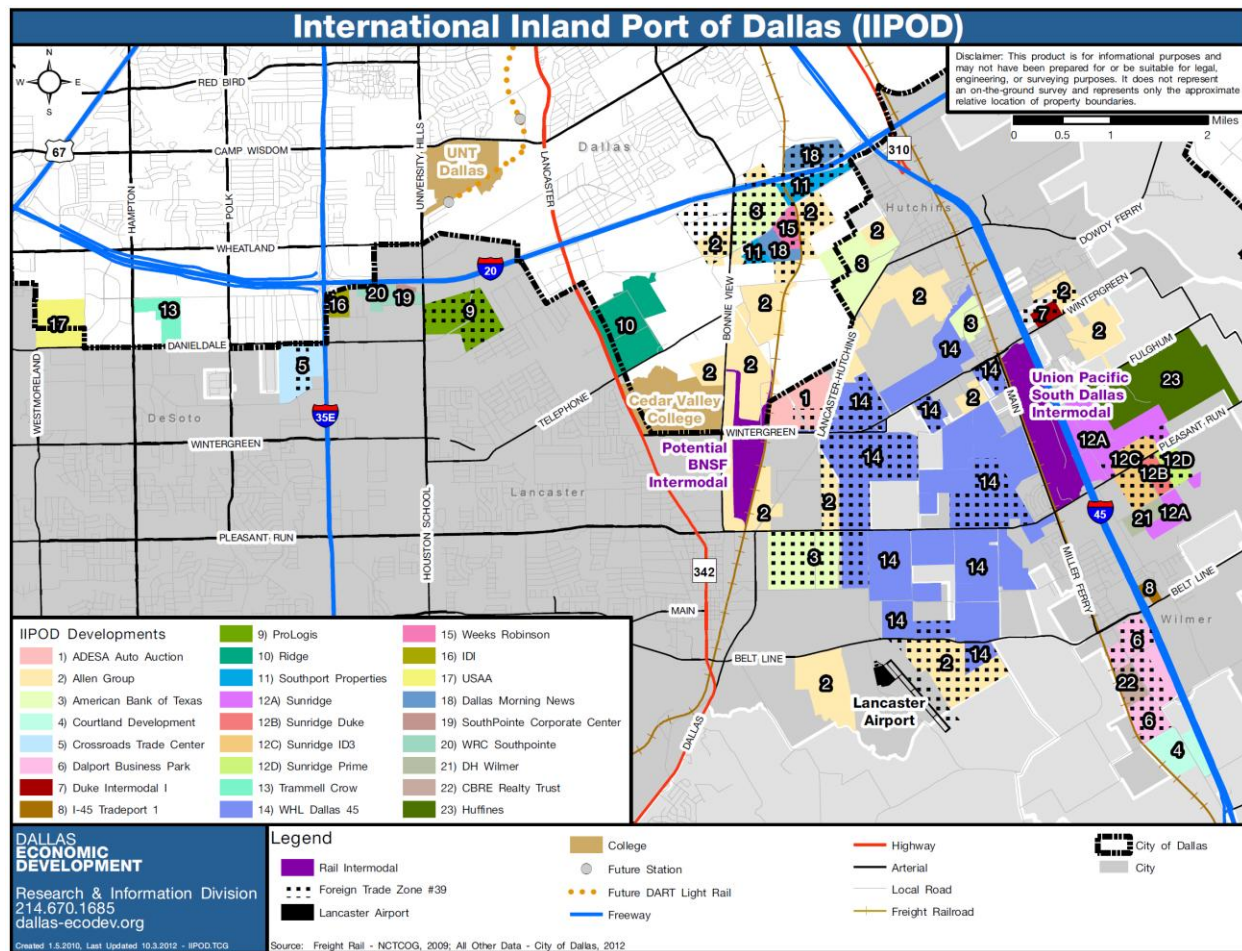 International Inland Port of Dallas (IIPOD)
Disclaimer: This product is for informational purposes and
may not have been prepared for or be suitable for legal,
engineering, or surveying purposes. It does not represent
an on-the-ground survey and represents only the approximate
relative location of property boundaries.
Miles
0 0.5 1 2
N
W E
S
RED BIRD
67
CAMP WISDOM
HAMPTON
POLK
UNIVERSITY HILLS
UNT
Dallas
LANCASTER
Dallas
310
18
11
3
2
15
2
11
18
2
3
Hutchins
DOWDY FERRY
WHEATLAND
20
20
19
16
17
13
9
10
2
2
2
7
2
WINTERGREEN
2
3
14
FULGHUM
23
DANIELDALE
5
WESTMORELAND
DeSoto
35E
TELEPHONE
BONNIE VIEW
2
2
Cedar Valley
College
1
LANCASTER-HUTCHINS
14
14
14
2
MAIN
Union Pacific
South Dallas
Intermodal
WINTERGREEN
WINTERGREEN
Potential
BNSF
Intermodal
12A
PLEASANT RUN
12C
12D
12B
21
12A
45
14
14
2
2
Lancaster
HOUSTON SCHOOL
PLEASANT RUN
342
3
14
14
MILLER FERRY
8
BELT LINE
Wilmer
MAIN
14
6
BELT LINE
2
2
14
22
Lancaster
Airport
6
DALLAS
4
IIPOD Developments
1) ADESA Auto Auction
2) Allen Group
3) American Bank of Texas
4) Courtland Development
5) Crossroads Trade Center
6) Dalport Business Park
7) Duke Intermodal I
8) I-45 Tradeport 1
9) ProLogis
10) Ridge
11) Southport Properties
12A) Sunridge
12B) Sunridge Duke
12C) Sunridge ID3
12D) Sunridge Prime
13) Trammell Crow
14) WHL Dallas 45
15) Weeks Robinson
16) IDI
17) USAA
18) Dallas Morning News
19) SouthPointe Corporate Center
20) WRC Southpointe
21) DH Wilmer
22) CBRE Realty Trust
23) Huffines
DALLAS
ECONOMIC
DEVELOPMENT
Research & Information Division
214.670.1685
dallas-ecodev.org
Created 1.5.2010, Last Updated 10.3.2012 - IIPOD.TCG
Legend
Rail Intermodal
Foreign Trade Zone #39
Lancaster Airport
College
Future Station
Future DART Light Rail
Freeway
Highway
Arterial
Local Road
Freight Railroad
City of Dallas
City
Source: Freight Rail - NCTCOG, 2009; All Other Data - City of Dallas, 2012